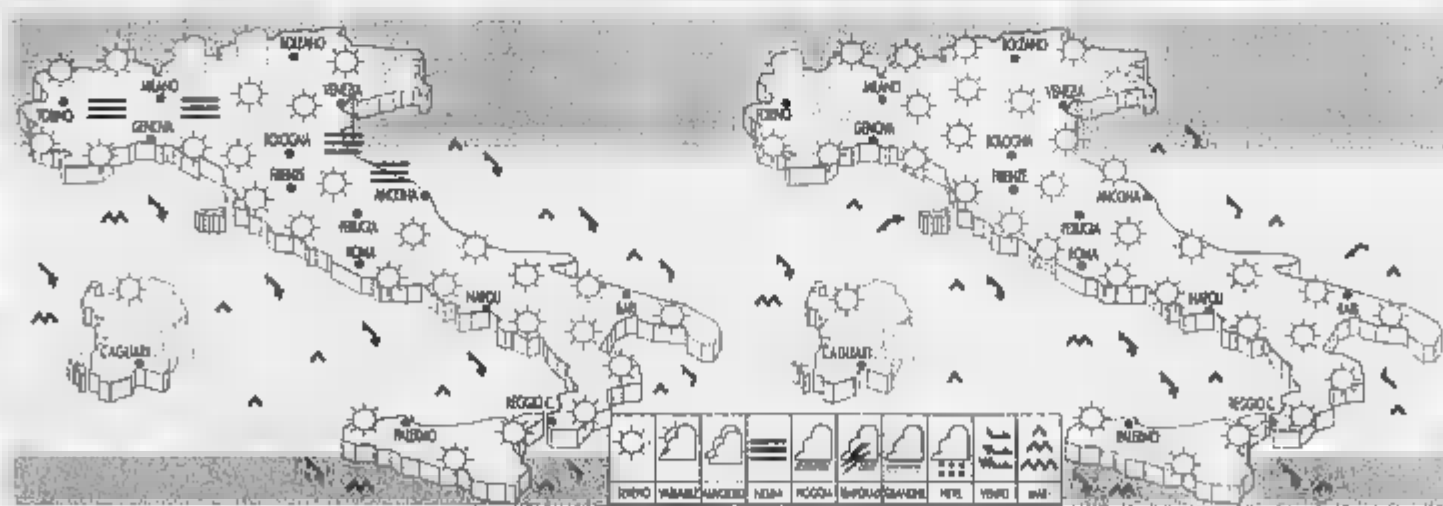 BOLZANO
MILANO
VENEZIA
TORINO
GENOVA
BOLOGNA
FIRENZE
ANCONA
PERUGIA
ROMA
NAPOLI
BARI
CAGLIARI
REGGIO C.
PALERMO
BOLZANO
MILANO
VENEZIA
TORINO
GENOVA
BOLOGNA
FIRENZE
ANCONA
PERUGIA
ROMA
NAPOLI
BARI
CAGLIARI
REGGIO C.
PALERMO
SERENO VARIABILE NUVOLOSO NEBBIA PIOGGIA TEMPORALE GRANDINE NEVE VENTO MARE